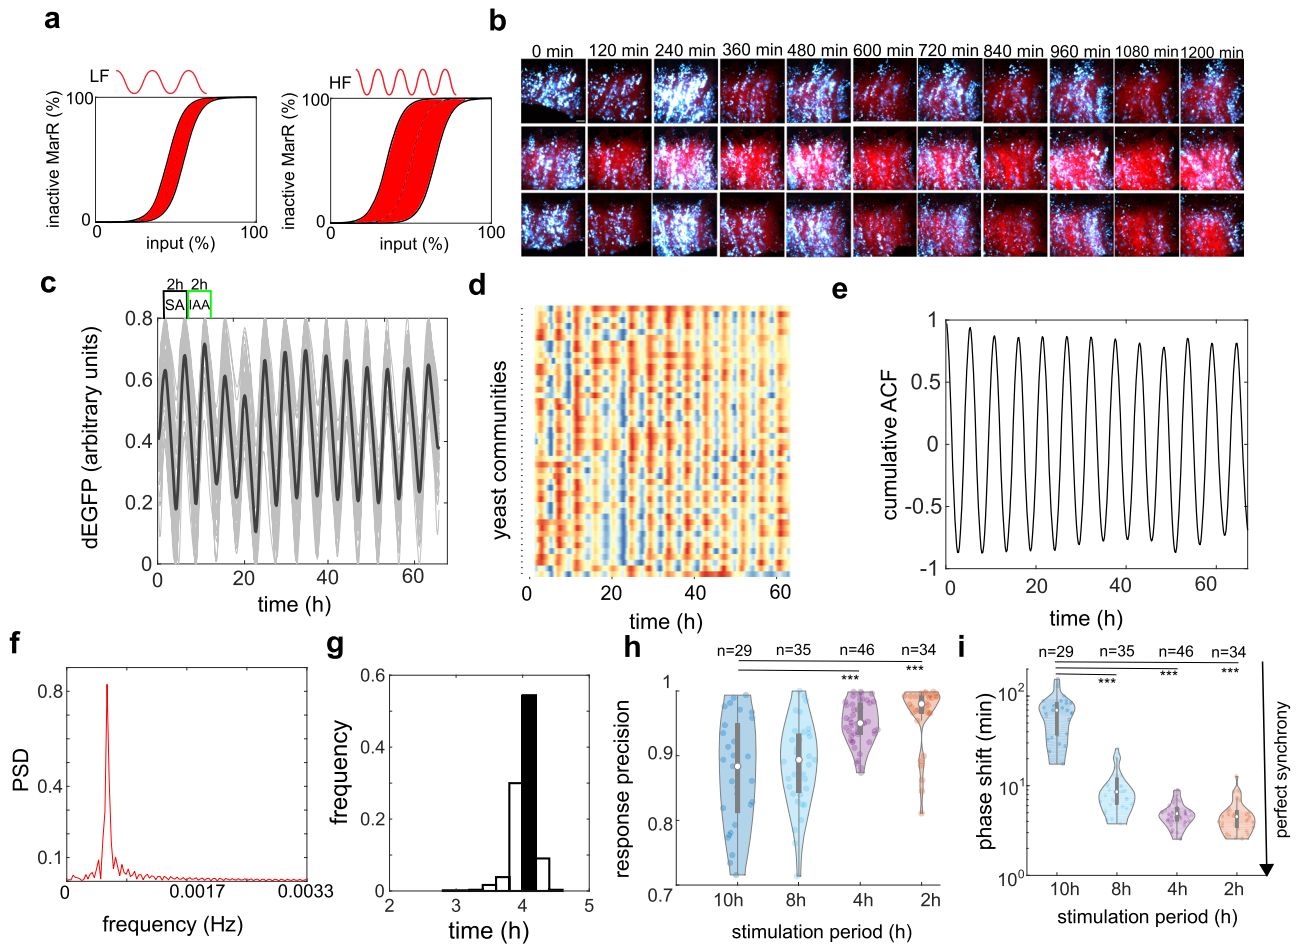 a
LF
HF
inactive MarR (%)
100
0
0
100
input (%)
inactive MarR (%)
100
0
0
100
input (%)
b
0 min 120 min 240 min 360 min 480 min 600 min 720 min 840 min 960 min 1080 min 1200 min
c
2h 2h
SA IAA
dEGFP (arbitrary units)
0.8
0.6
0.4
0.2
0
0 20 40 60
time (h)
d
yeast communities
0 20 40 60
time (h)
e
cumulative ACF
1
0.5
0
-0.5
-1
0 20 40 60
time (h)
f
PSD
0.8
0.4
0.1
0 0.0017 0.0033
frequency (Hz)
g
frequency
0.6
0.4
0.2
0
2 3 4 5
time (h)
h
n=29 n=35 n=46 n=34
*** ***
response precision
1
0.9
0.8
0.7
10h 8h 4h 2h
stimulation period (h)
i
n=29 n=35 n=46 n=34
*** *** ***
phase shift (min)
10²
10¹
10⁰
10h 8h 4h 2h
stimulation period (h)
perfect synchrony